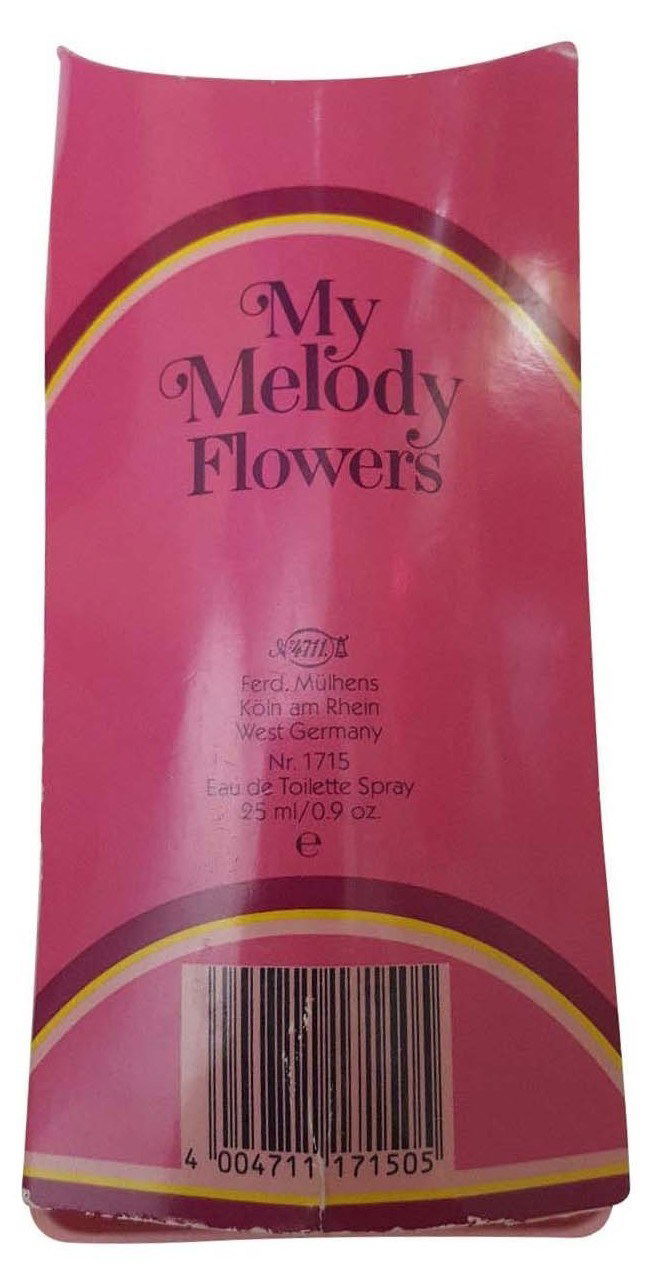 My
Melody
Flowers
№4711.
Ferd. Mülhens
Köln am Rhein
West Germany
Nr. 1715
Eau de Toilette Spray
25 ml/0.9 oz.
e
4 004711 171505